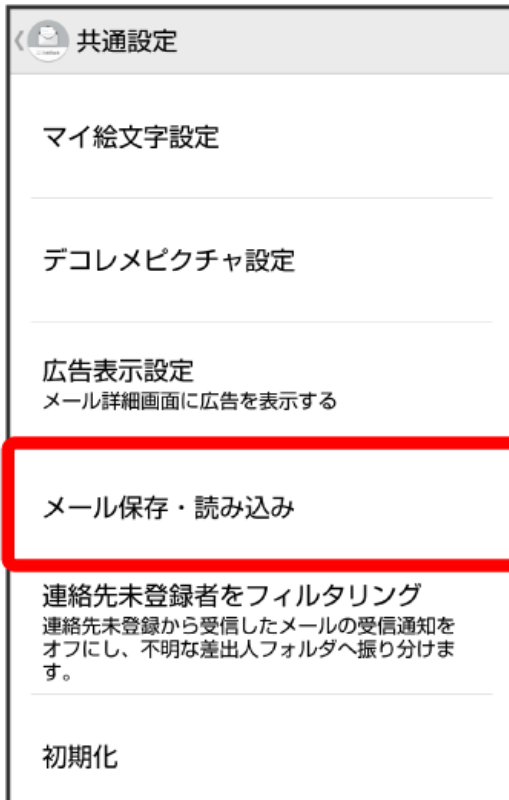 共通設定
マイ絵文字設定
デコレメピクチャ設定
広告表示設定
メール詳細画面に広告を表示する
メール保存・読み込み
連絡先未登録者をフィルタリング
連絡先未登録から受信したメールの受信通知を
オフにし、不明な差出人フォルダへ振り分けま
す。
初期化